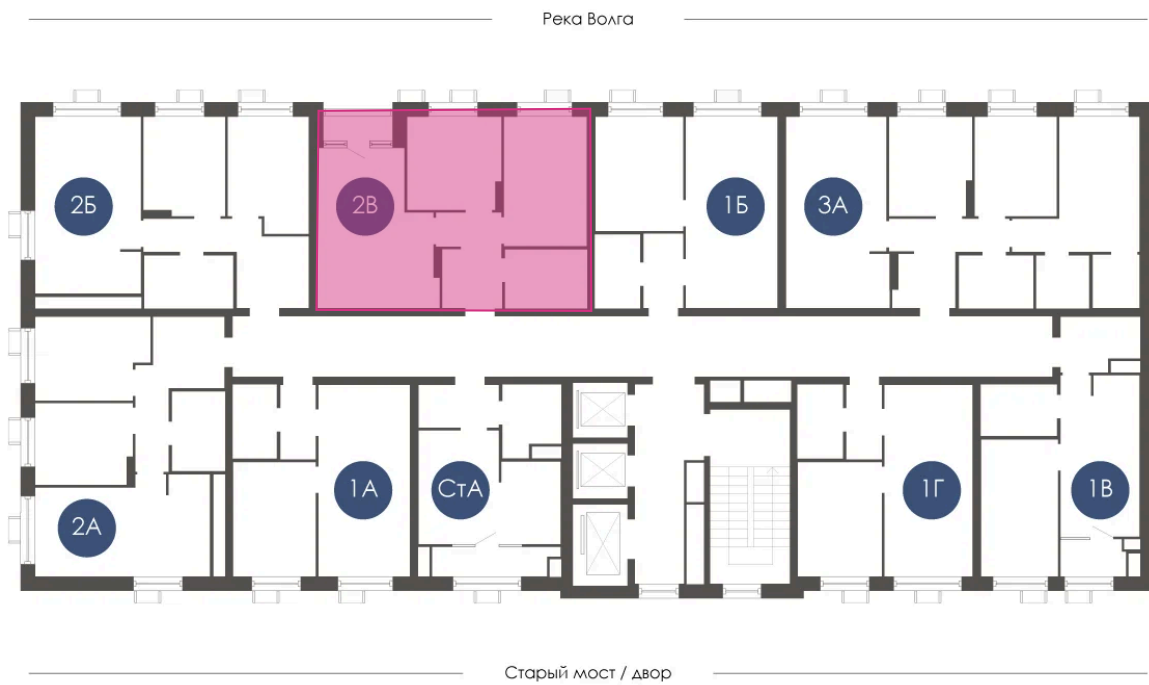 Река Волга
2Б
2В
1Б
3А
2А
1А
СтА
1Г
1В
Старый мост / двор